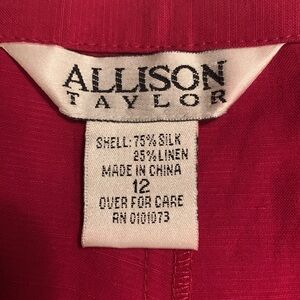 ALLISON
TAYLOR
SHELL: 75% SILK
25% LINEN
MADE IN CHINA
12
OVER FOR CARE
RN 0101073